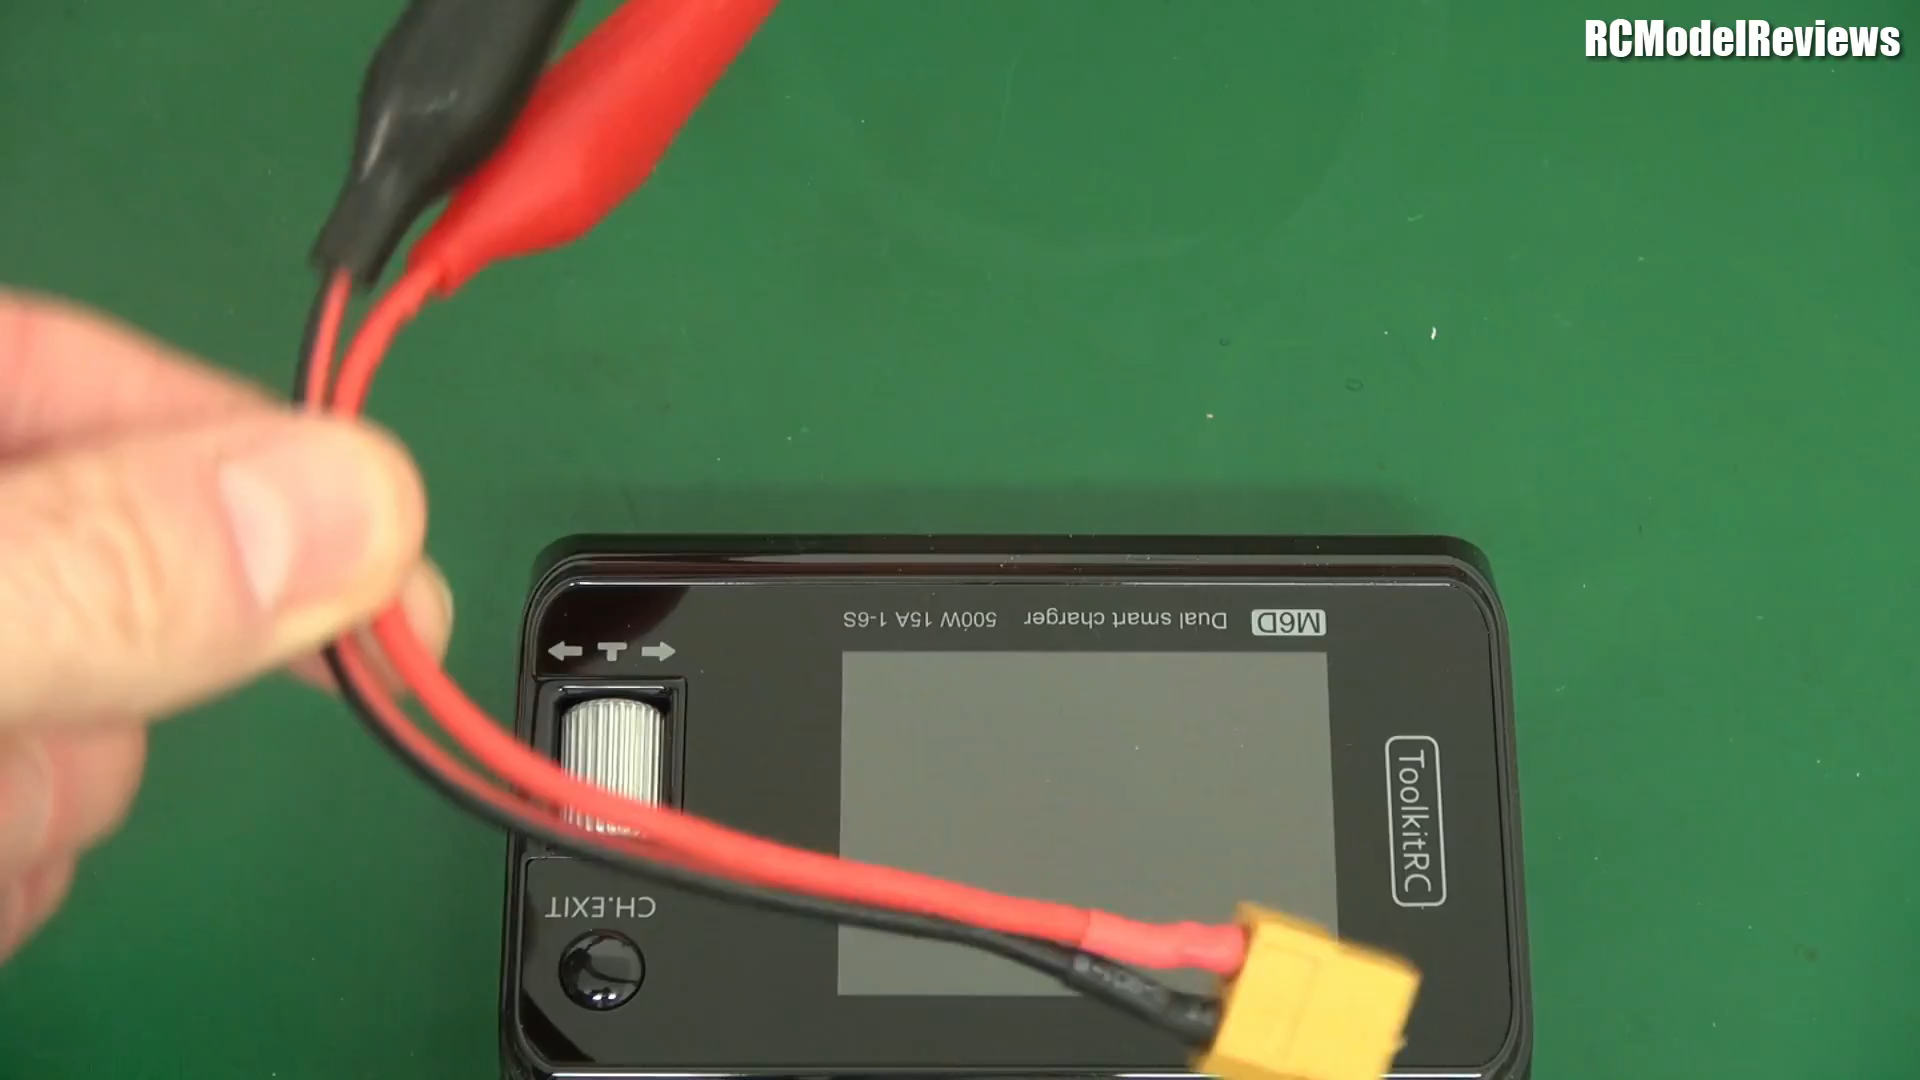 RCModelReviews
M6D Dual smart charger 500W 15A 1-6S
ToolkitRC
CH.EXIT